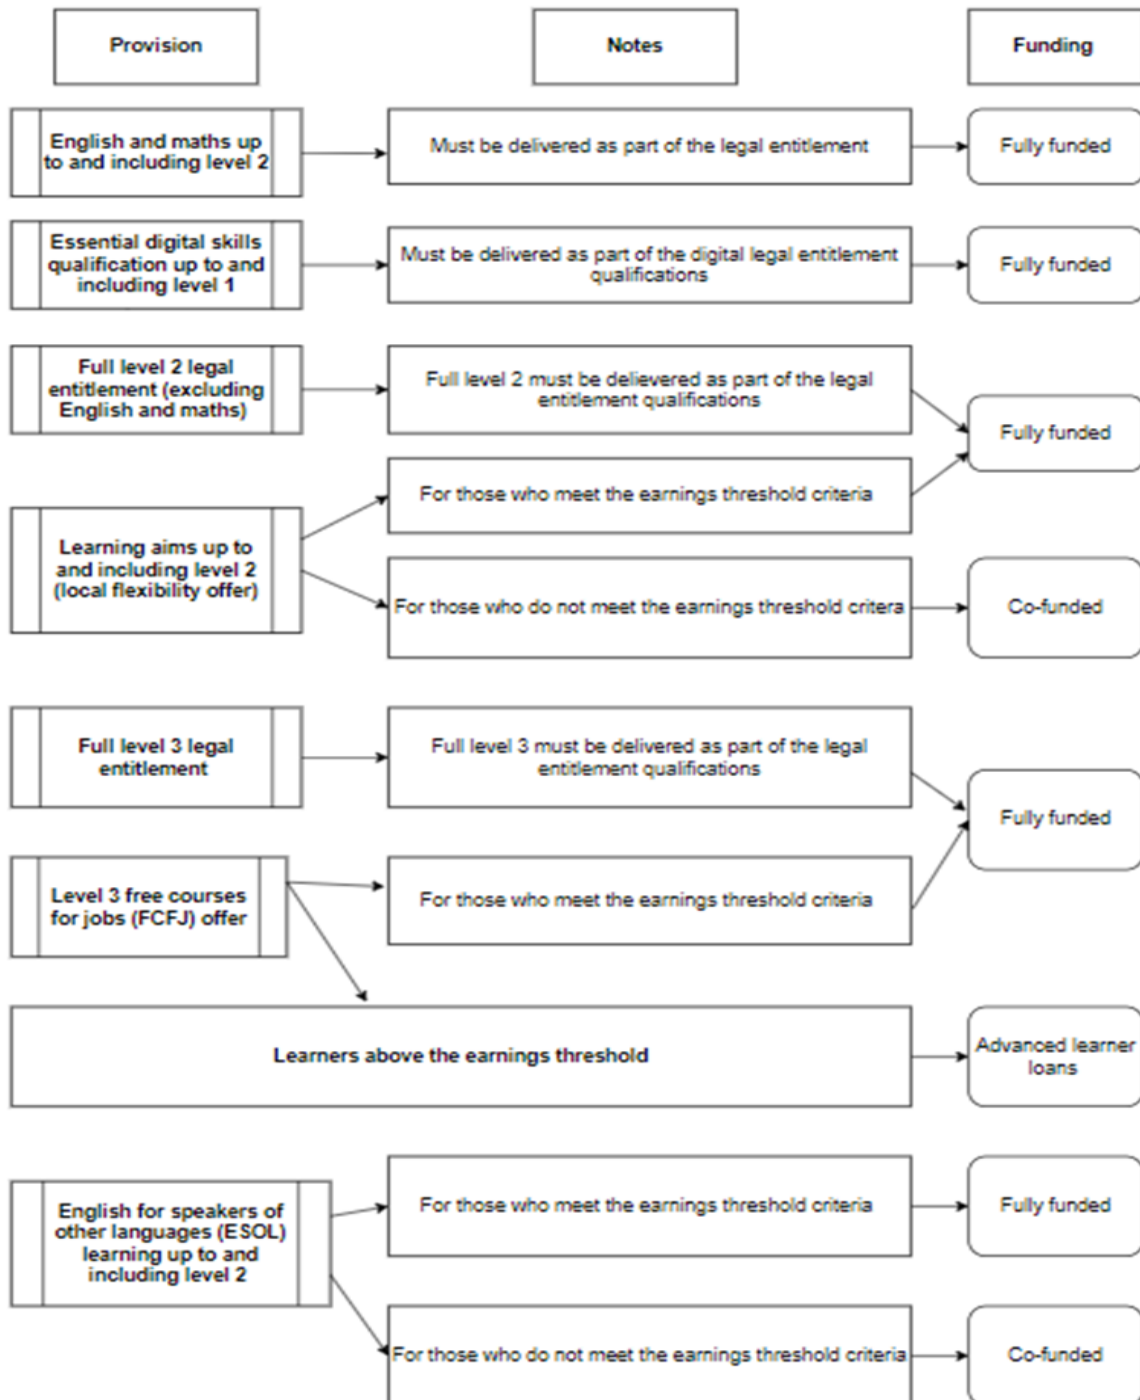 Provision
Notes
Funding
English and maths up
to and including level 2
Must be delivered as part of the legal entitlement
Fully funded
Essential digital skills
qualification up to and
including level 1
Must be delivered as part of the digital legal entitlement
qualifications
Fully funded
Full level 2 legal
entitlement (excluding
English and maths)
Full level 2 must be delievered as part of the legal
entitlement qualifications
Fully funded
Learning aims up to
and including level 2
(local flexibility offer)
For those who meet the earnings threshold criteria
For those who do not meet the earnings threshold critera
Co-funded
Full level 3 legal
entitlement
Full level 3 must be delivered as part of the legal
entitlement qualifications
Fully funded
Level 3 free courses
for jobs (FCFJ) offer
For those who meet the earnings threshold criteria
Learners above the earnings threshold
Advanced learner
loans
English for speakers of
other languages (ESOL)
learning up to and
including level 2
For those who meet the earnings threshold criteria
Fully funded
For those who do not meet the earnings threshold criteria
Co-funded